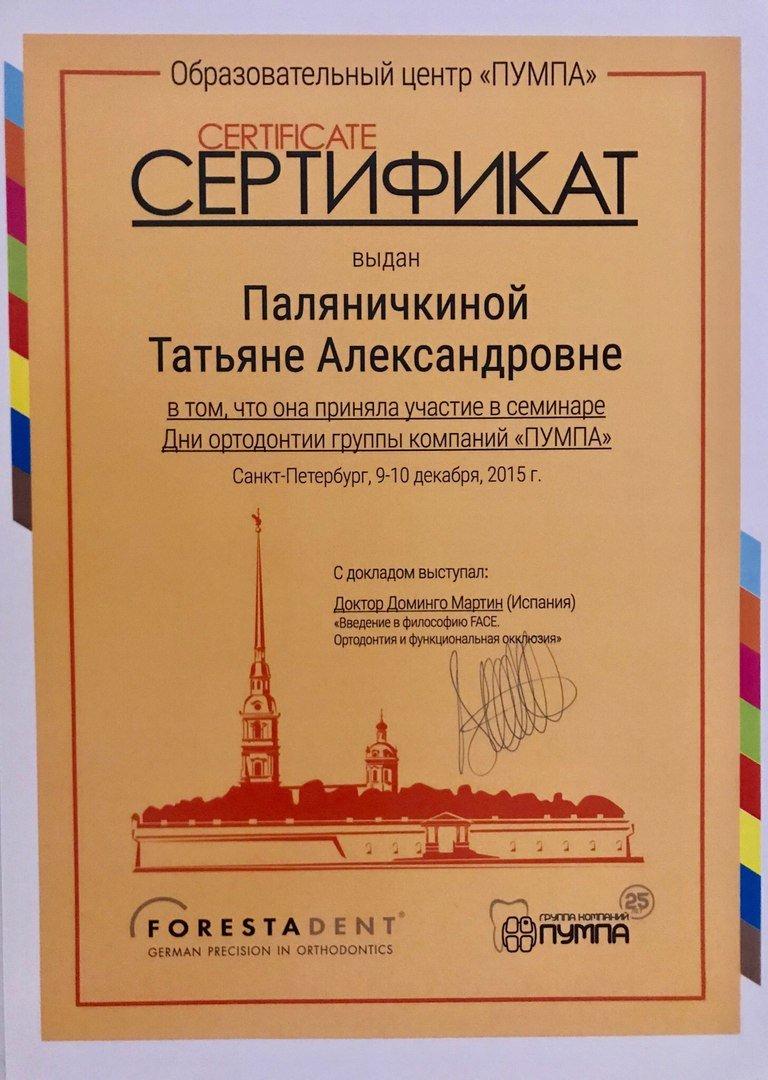 Образовательный центр «ПУМПА»
CERTIFICATE
СЕРТИФИКАТ
выдан
Паляничкиной
Татьяне Александровне
в том, что она приняла участие в семинаре
Дни ортодонтии группы компаний «ПУМПА»
Санкт-Петербург, 9-10 декабря, 2015 г.
С докладом выступал:
Доктор Доминго Мартин (Испания)
«Введение в философию FACE.
Ортодонтия и функциональная окклюзия»
FORESTADENT®
GERMAN PRECISION IN ORTHODONTICS
ГРУППА КОМПАНИЙ
ПУМПА
25